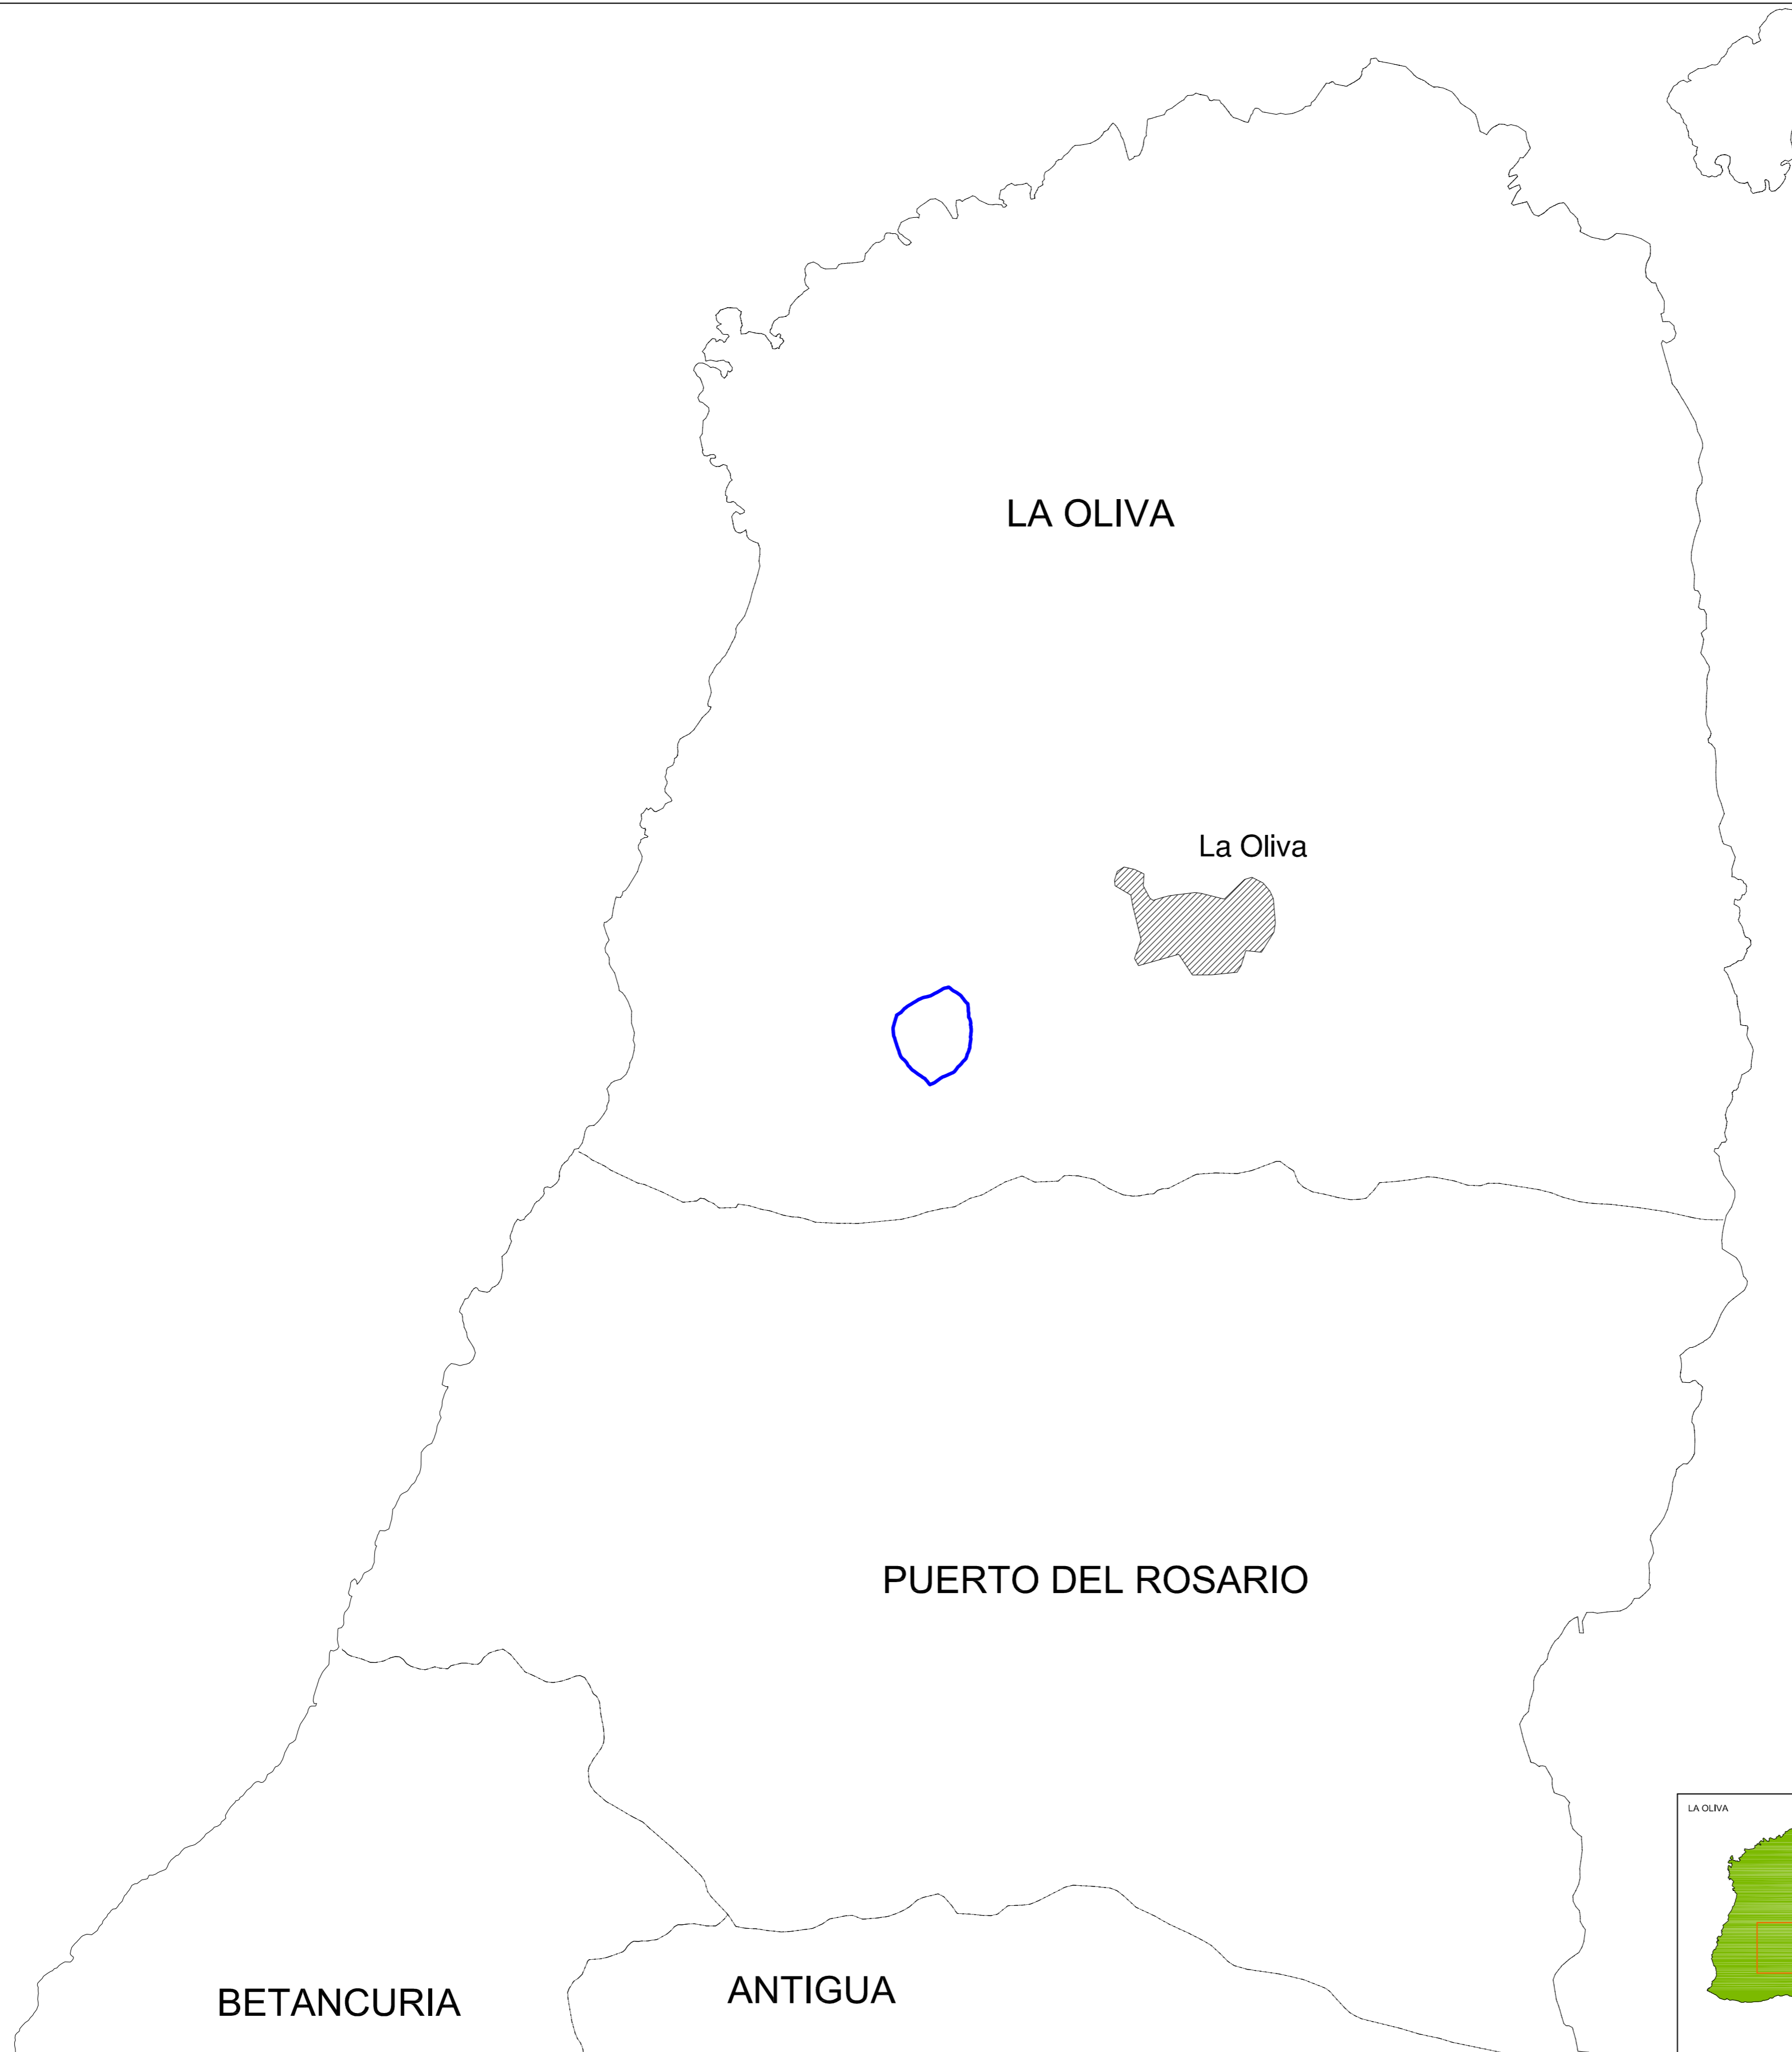 LA OLIVA
La Oliva
PUERTO DEL ROSARIO
LA OLIVA
BETANCURIA
ANTIGUA